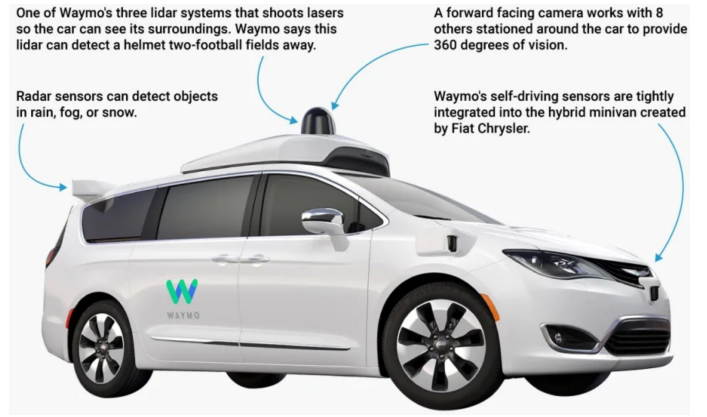 One of Waymo's three lidar systems that shoots lasers
so the car can see its surroundings. Waymo says this
lidar can detect a helmet two-football fields away.
A forward facing camera works with 8
others stationed around the car to provide
360 degrees of vision.
Radar sensors can detect objects
in rain, fog, or snow.
Waymo's self-driving sensors are tightly
integrated into the hybrid minivan created
by Fiat Chrysler.
W
WAYMO